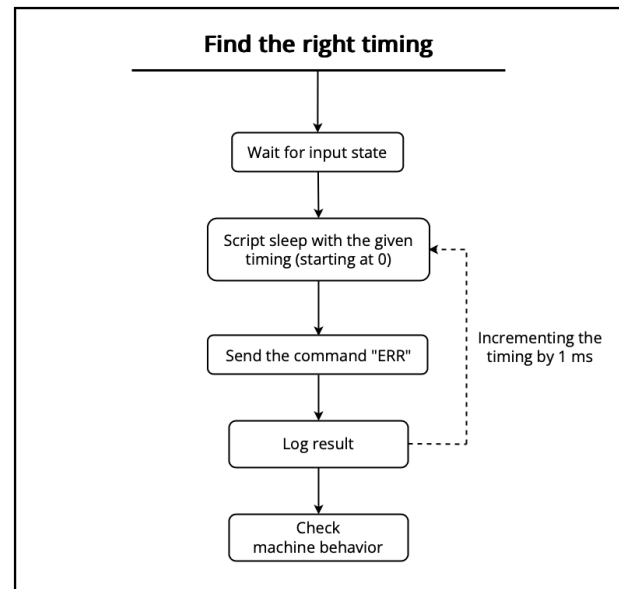 Find the right timing
Wait for input state
Script sleep with the given
timing (starting at 0)
Send the command "ERR"
Incrementing the
timing by 1 ms
Log result
Check
machine behavior